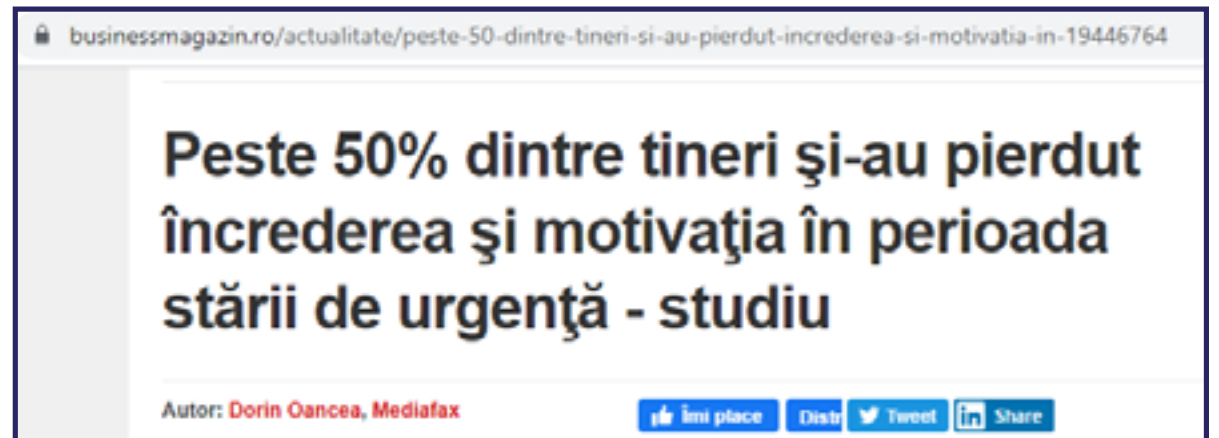 businessmagazin.ro/actualitate/peste-50-dintre-tineri-si-au-pierdut-increderea-si-motivatia-in-19446764
Peste 50% dintre tineri şi-au pierdut
încrederea şi motivaţia în perioada
stării de urgenţă - studiu
Autor: Dorin Oancea, Mediafax Îmi place Distr Tweet in Share